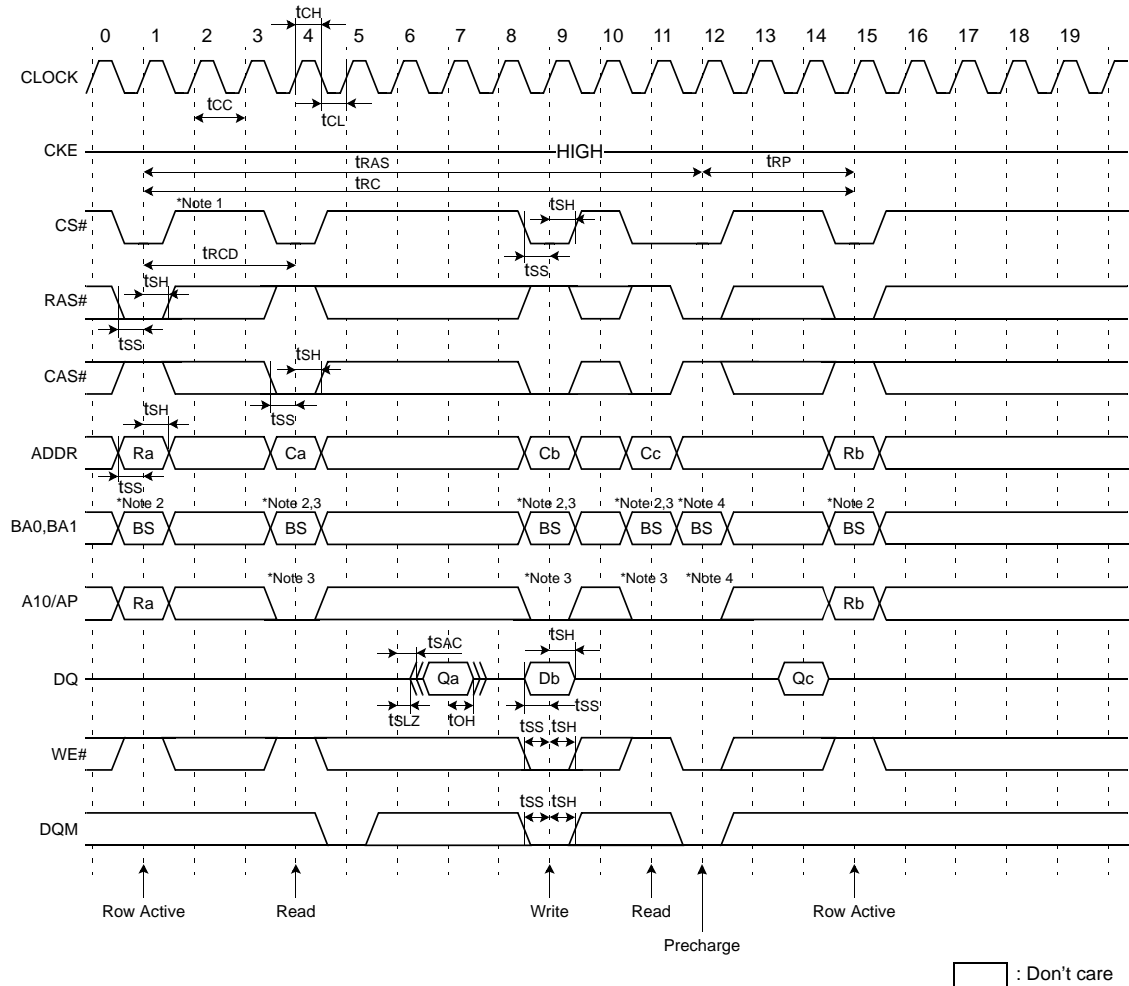 tCH
0 1 2 3 4 5 6 7 8 9 10 11 12 13 14 15 16 17 18 19
CLOCK
tCC
tCL
CKE
HIGH
tRAS
tRP
tRC
*Note 1
tSH
CS#
tRCD
tSS
tSH
RAS#
tSS
tSH
CAS#
tSH
tSS
ADDR
Ra
Ca
Cb
Cc
Rb
tSS
*Note 2
*Note 2,3
*Note 2,3
*Note 2,3
*Note 4
*Note 2
BA0,BA1
BS
BS
BS
BS
BS
BS
*Note 3
*Note 3
*Note 3
*Note 4
A10/AP
Ra
Rb
tSAC
tSH
DQ
Qa
Db
Qc
tSLZ
tOH
tSS
tSS
tSH
WE#
tSS
tSH
DQM
Row Active
Read
Write
Read
Row Active
Precharge
: Don't care